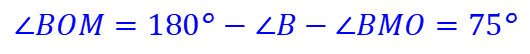 ∠BOM = 180° − ∠B − ∠BMO = 75°